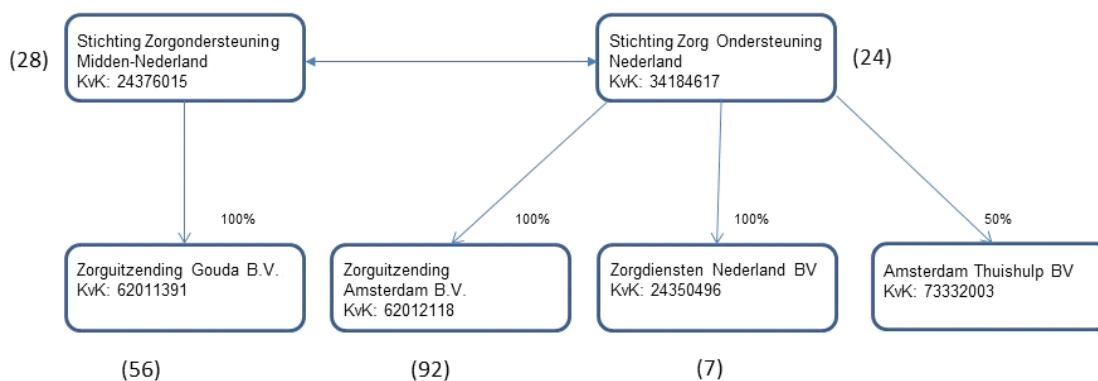 Stichting Zorgondersteuning
Midden-Nederland
KvK: 24376015
(28)
Stichting Zorg Ondersteuning
Nederland
KvK: 34184617
(24)
100%
100%
100%
50%
Zorguitzending Gouda B.V.
KvK: 62011391
Zorguitzending
Amsterdam B.V.
KvK: 62012118
Zorgdiensten Nederland BV
KvK: 24350496
Amsterdam Thuishulp BV
KvK: 73332003
(56)
(92)
(7)